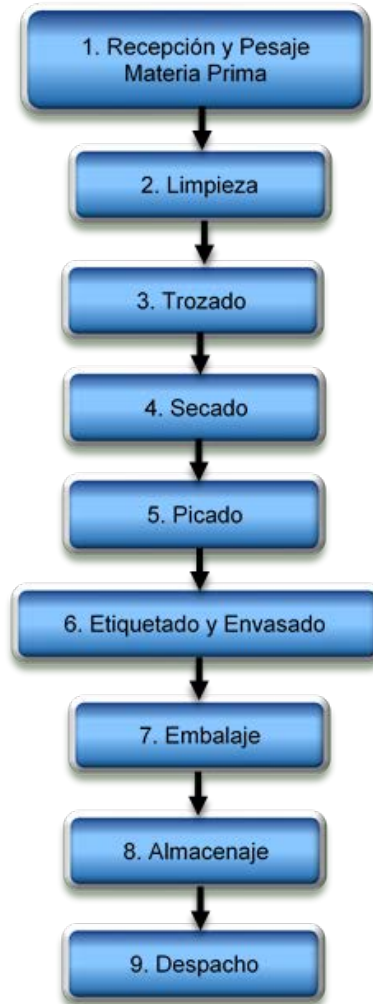 1. Recepción y Pesaje
Materia Prima
2. Limpieza
3. Trozado
4. Secado
5. Picado
6. Etiquetado y Envasado
7. Embalaje
8. Almacenaje
9. Despacho